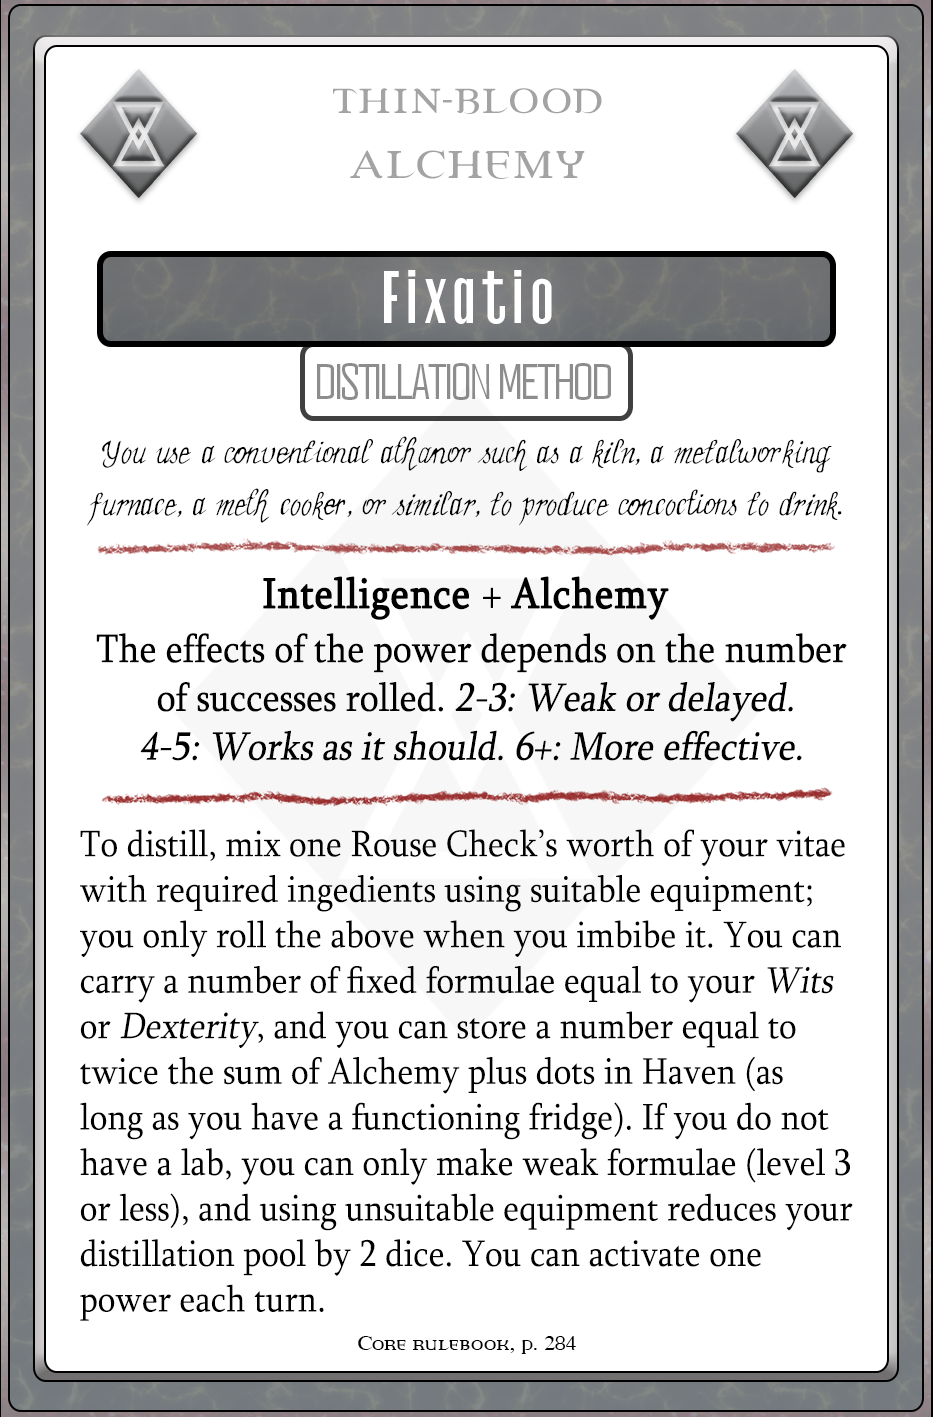 THIN-BLOOD
ALCHEMY
Fixatio
DISTILLATION METHOD
You use a conventional athanor such as a kiln, a metalworking
furnace, a meth cooker, or similar, to produce concoctions to drink.
Intelligence + Alchemy
The effects of the power depends on the number
of successes rolled. 2-3: Weak or delayed.
4-5: Works as it should. 6+: More effective.
To distill, mix one Rouse Check’s worth of your vitae
with required ingedients using suitable equipment;
you only roll the above when you imbibe it. You can
carry a number of fixed formulae equal to your Wits
or Dexterity, and you can store a number equal to
twice the sum of Alchemy plus dots in Haven (as
long as you have a functioning fridge). If you do not
have a lab, you can only make weak formulae (level 3
or less), and using unsuitable equipment reduces your
distillation pool by 2 dice. You can activate one
power each turn.
Core rulebook, p. 284